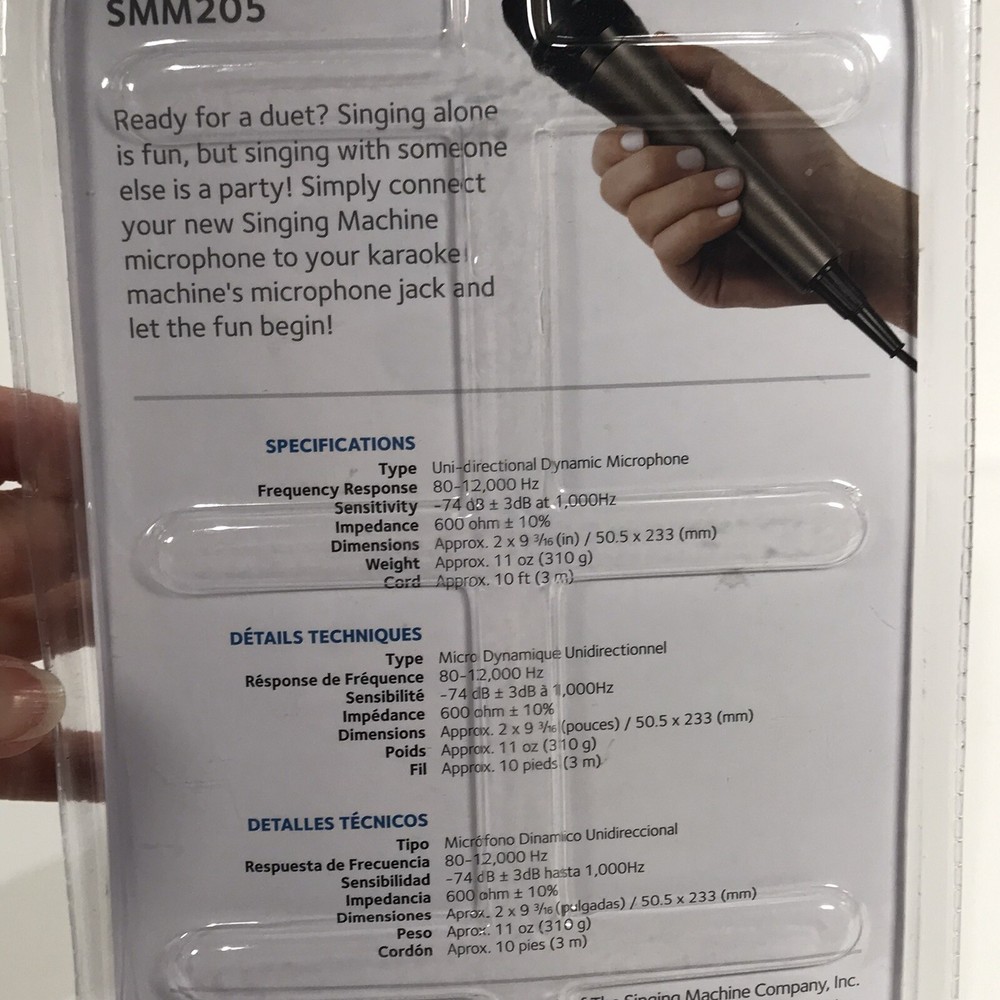 SMM205
Ready for a duet? Singing alone
is fun, but singing with someone
else is a party! Simply connect
your new Singing Machine
microphone to your karaoke
machine's microphone jack and
let the fun begin!
SPECIFICATIONS
Type Uni-directional Dynamic Microphone
Frequency Response 80-12,000 Hz
Sensitivity -74 dB ± 3dB at 1,000Hz
Impedance 600 ohm ± 10%
Dimensions Approx. 2 x 9 3/16 (in) / 50.5 x 233 (mm)
Weight Approx. 11 oz (310 g)
Cord Approx. 10 ft (3 m)
DÉTAILS TECHNIQUES
Type Micro Dynamique Unidirectionnel
Résponse de Fréquence 80-12,000 Hz
Sensibilité -74 dB ± 3dB à 1,000Hz
Impédance 600 ohm ± 10%
Dimensions Approx. 2 x 9 3/16 (pouces) / 50.5 x 233 (mm)
Poids Approx. 11 oz (310 g)
Fil Approx. 10 pieds (3 m)
DETALLES TÉCNICOS
Tipo Micrófono Dinamico Unidireccional
Respuesta de Frecuencia 80-12,000 Hz
Sensibilidad -74 dB ± 3dB hasta 1,000Hz
Impedancia 600 ohm ± 10%
Dimensiones Aprox. 2 x 9 3/16 (pulgadas) / 50.5 x 233 (mm)
Peso Aprox. 11 oz (310 g)
Cordón Aprox. 10 pies (3 m)
The Singing Machine Company, Inc.